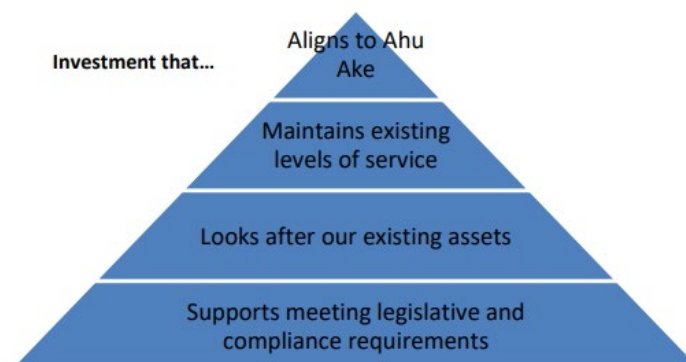 Investment that...
Aligns to Ahu
Ake
Maintains existing
levels of service
Looks after our existing assets
Supports meeting legislative and
compliance requirements